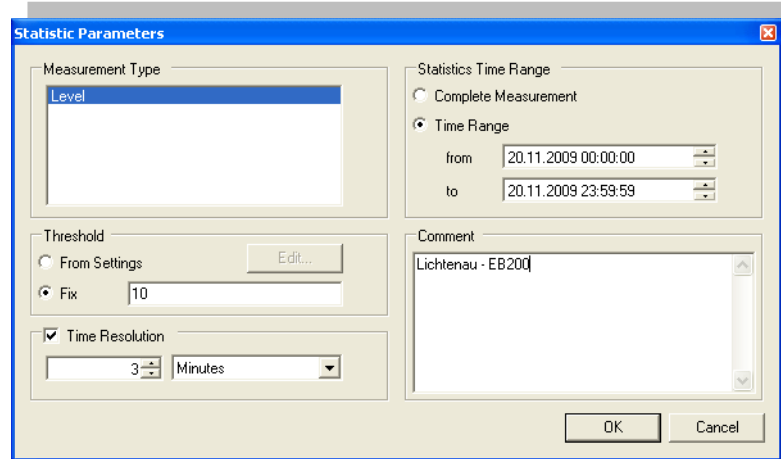 Statistic Parameters
Measurement Type
Level
Statistics Time Range
Complete Measurement
Time Range
from 20.11.2009 00:00:00
to 20.11.2009 23:59:59
Threshold
From Settings Edit...
Fix 10
Comment
Lichtenau - EB200
Time Resolution
3 Minutes
OK Cancel